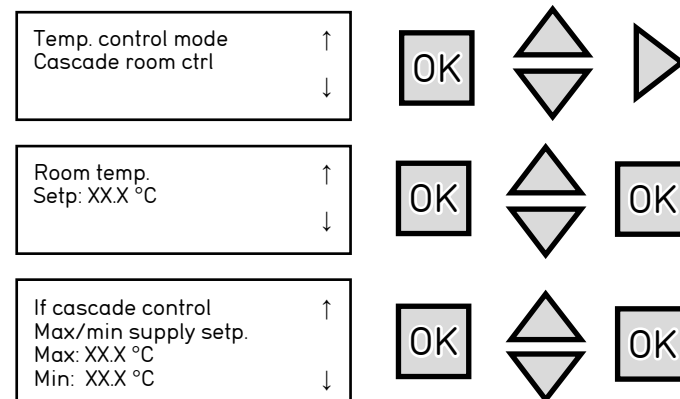 Temp. control mode ↑
Cascade room ctrl
↓
OK
Room temp. ↑
Setp: XX.X °C
↓
OK OK
If cascade control ↑
Max/min supply setp.
Max: XX.X °C
Min: XX.X °C ↓
OK OK